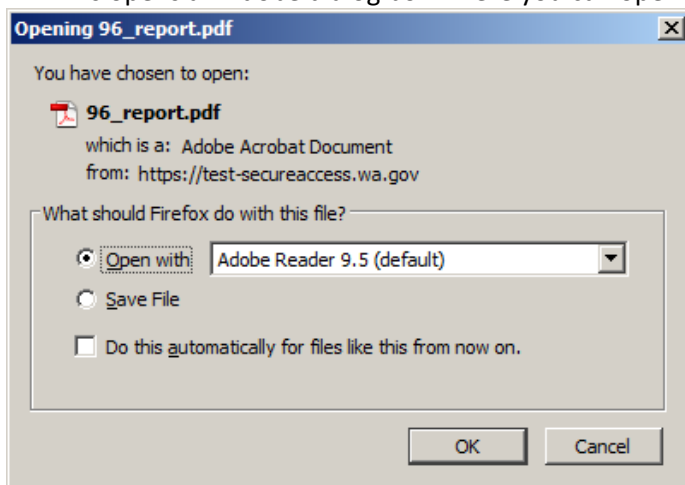 Opening 96_report.pdf
You have chosen to open:
96_report.pdf
which is a: Adobe Acrobat Document
from: https://test-secureaccess.wa.gov
What should Firefox do with this file?
Open with Adobe Reader 9.5 (default)
Save File
Do this automatically for files like this from now on.
OK Cancel